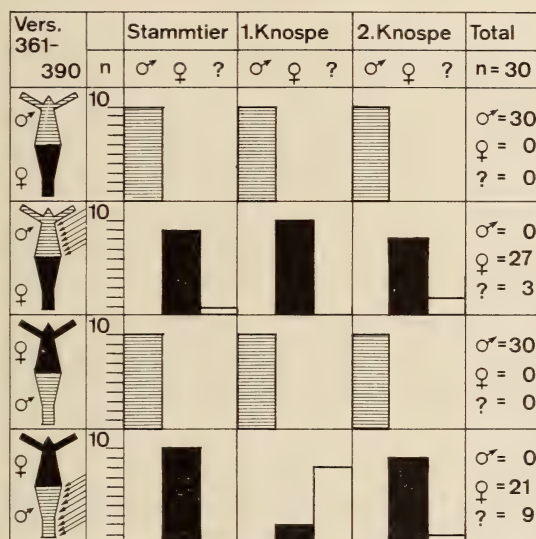 Vers. 361-390 n Stammtier 1.Knospe 2.Knospe Total
♂ ♀ ? ♂ ♀ ? ♂ ♀ ? n=30
♂ ♀ 10 ♂=30
♀= 0
?= 0
♂ ♀ 10 ♂= 0
♀=27
?= 3
♀ ♂ 10 ♂=30
♀= 0
?= 0
♀ ♂ 10 ♂= 0
♀=21
?= 9